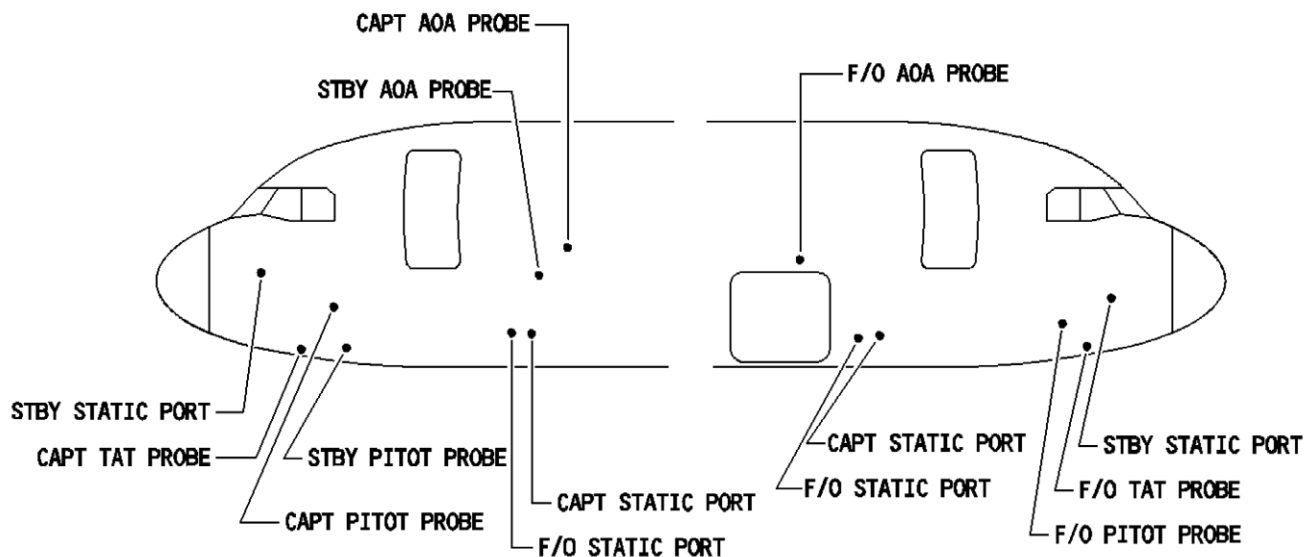 CAPT AOA PROBE
F/O AOA PROBE
STBY AOA PROBE
STBY STATIC PORT
CAPT TAT PROBE
STBY PITOT PROBE
CAPT PITOT PROBE
CAPT STATIC PORT
F/O STATIC PORT
CAPT STATIC PORT
F/O STATIC PORT
STBY STATIC PORT
F/O TAT PROBE
F/O PITOT PROBE